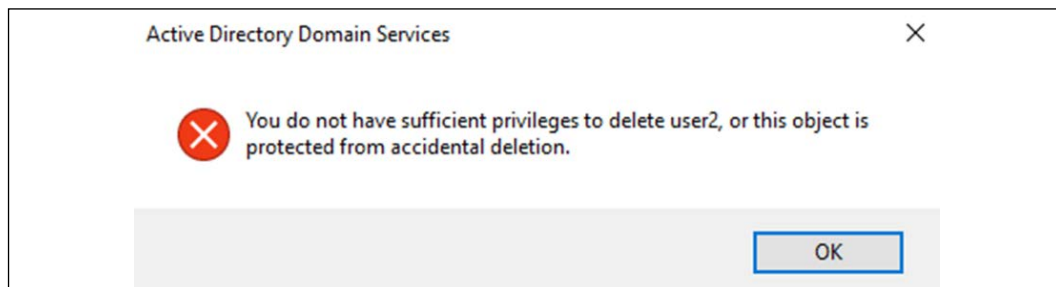 Active Directory Domain Services
You do not have sufficient privileges to delete user2, or this object is
protected from accidental deletion.
OK